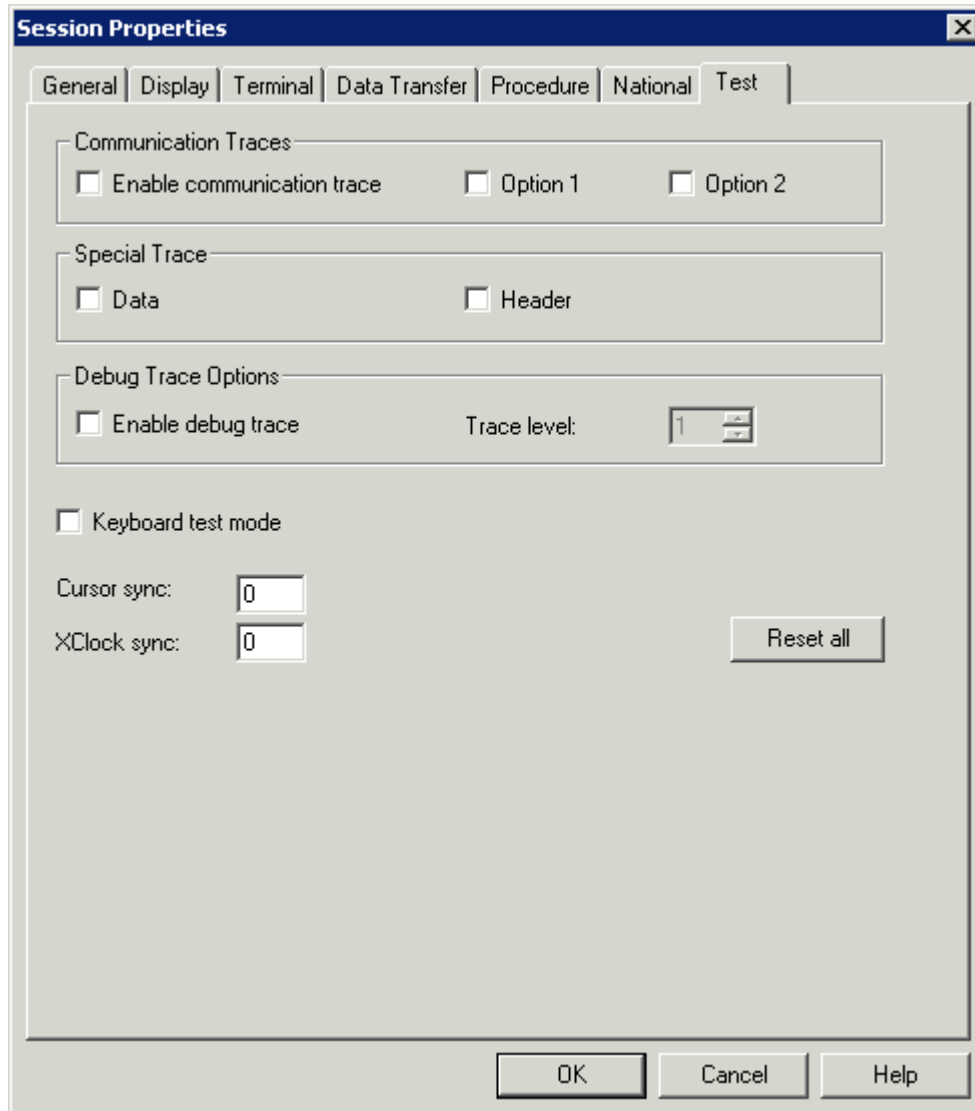 Session Properties
General Display Terminal Data Transfer Procedure National Test
Communication Traces
Enable communication trace Option 1 Option 2
Special Trace
Data Header
Debug Trace Options
Enable debug trace Trace level: 1
Keyboard test mode
Cursor sync: 0
XClock sync: 0 Reset all
OK Cancel Help